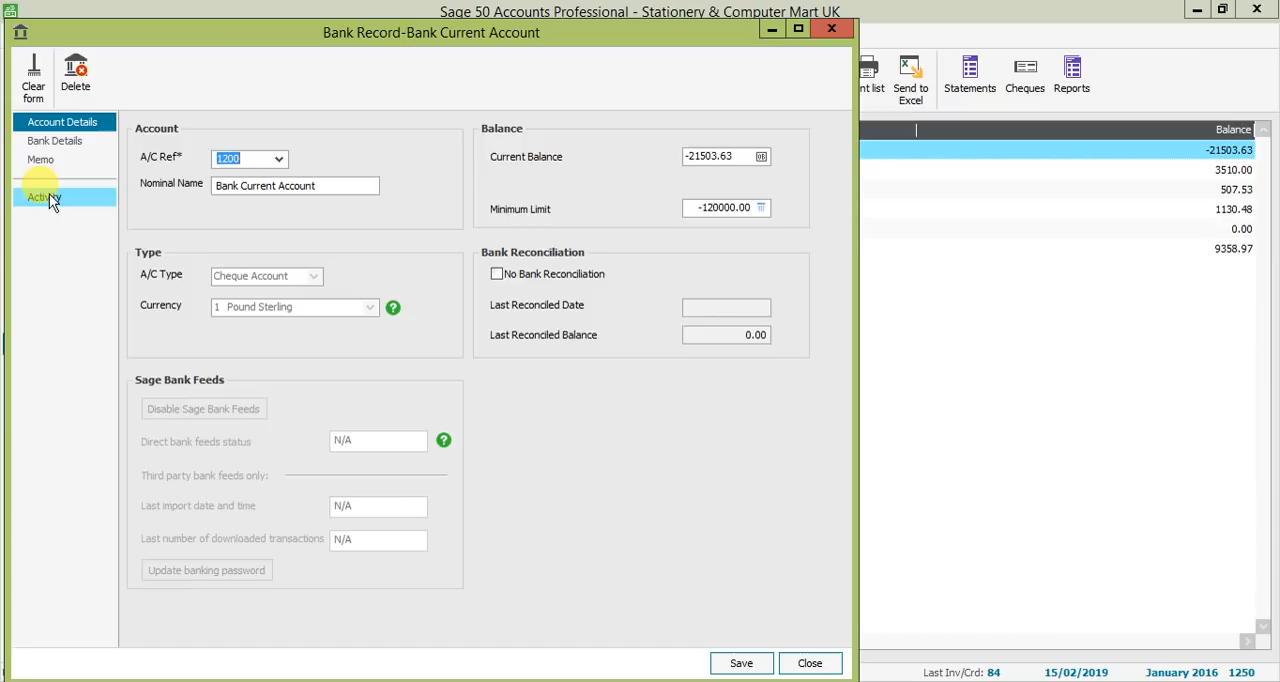 Sage 50 Accounts Professional - Stationery & Computer Mart UK
Bank Record-Bank Current Account
Clear form
Delete
nt list
Send to Excel
Statements
Cheques
Reports
Account Details
Bank Details
Memo
Activity
Account
A/C Ref*
1200
Nominal Name
Bank Current Account
Balance
Current Balance
-21503.63
Minimum Limit
-120000.00
Type
A/C Type
Cheque Account
Currency
1 Pound Sterling
?
Bank Reconciliation
No Bank Reconciliation
Last Reconciled Date
Last Reconciled Balance
0.00
Sage Bank Feeds
Disable Sage Bank Feeds
Direct bank feeds status
N/A
?
Third party bank feeds only:
Last import date and time
N/A
Last number of downloaded transactions
N/A
Update banking password
Save
Close
Balance
-21503.63
3510.00
507.53
1130.48
0.00
9358.97
Last Inv/Crd: 84
15/02/2019
January 2016
1250